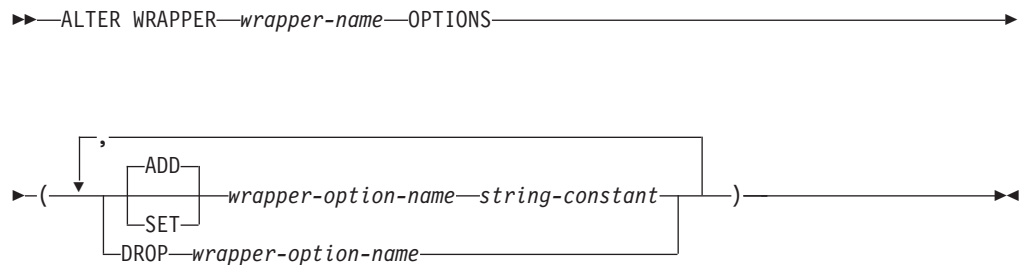 ALTER WRAPPER wrapper-name OPTIONS
,
( ADD wrapper-option-name string-constant )
SET
DROP wrapper-option-name